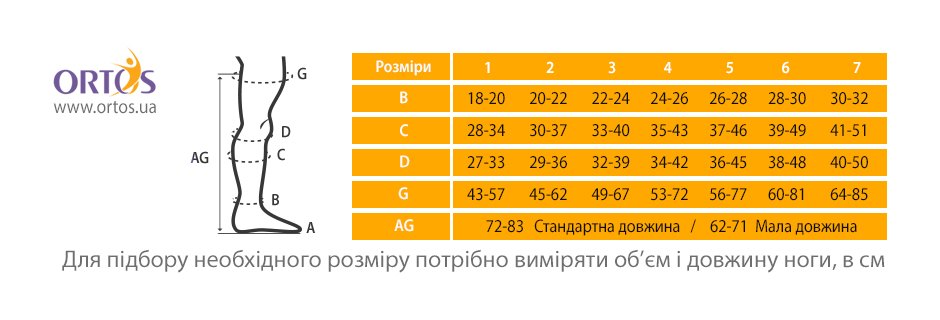 ORTOS
www.ortos.ua
G
D
C
AG
B
A
Розміри 1 2 3 4 5 6 7
B 18-20 20-22 22-24 24-26 26-28 28-30 30-32
C 28-34 30-37 33-40 35-43 37-46 39-49 41-51
D 27-33 29-36 32-39 34-42 36-45 38-48 40-50
G 43-57 45-62 49-67 53-72 56-77 60-81 64-85
AG 72-83 Стандартна довжина / 62-71 Мала довжина
Для підбору необхідного розміру потрібно виміряти об’єм і довжину ноги, в см